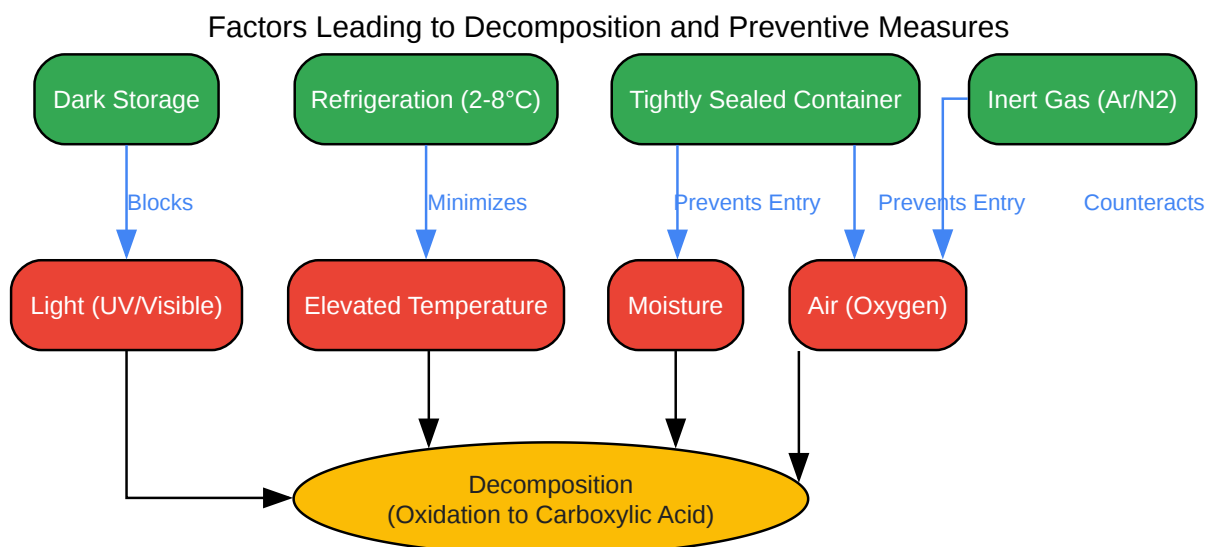 Factors Leading to Decomposition and Preventive Measures
Dark Storage
Refrigeration (2-8°C)
Tightly Sealed Container
Inert Gas (Ar/N2)
Blocks
Minimizes
Prevents Entry
Prevents Entry
Counteracts
Light (UV/Visible)
Elevated Temperature
Moisture
Air (Oxygen)
Decomposition
(Oxidation to Carboxylic Acid)